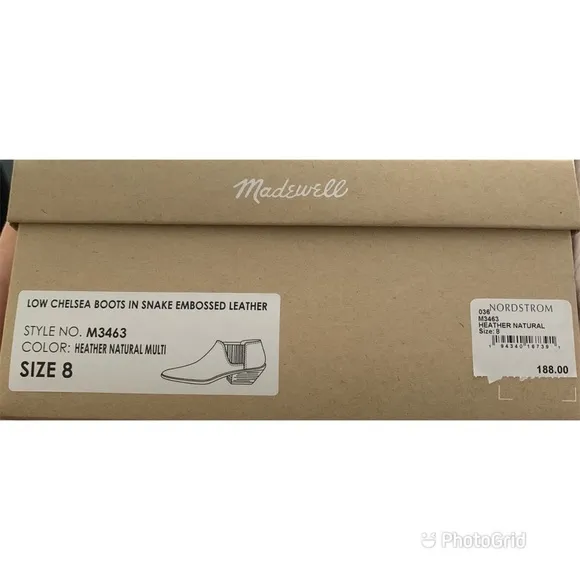 Madewell
LOW CHELSEA BOOTS IN SNAKE EMBOSSED LEATHER
STYLE NO. M3463
COLOR: HEATHER NATURAL MULTI
SIZE 8
NORDSTROM
036
M3463
HEATHER NATURAL
Size: 8
188.00
PhotoGrid